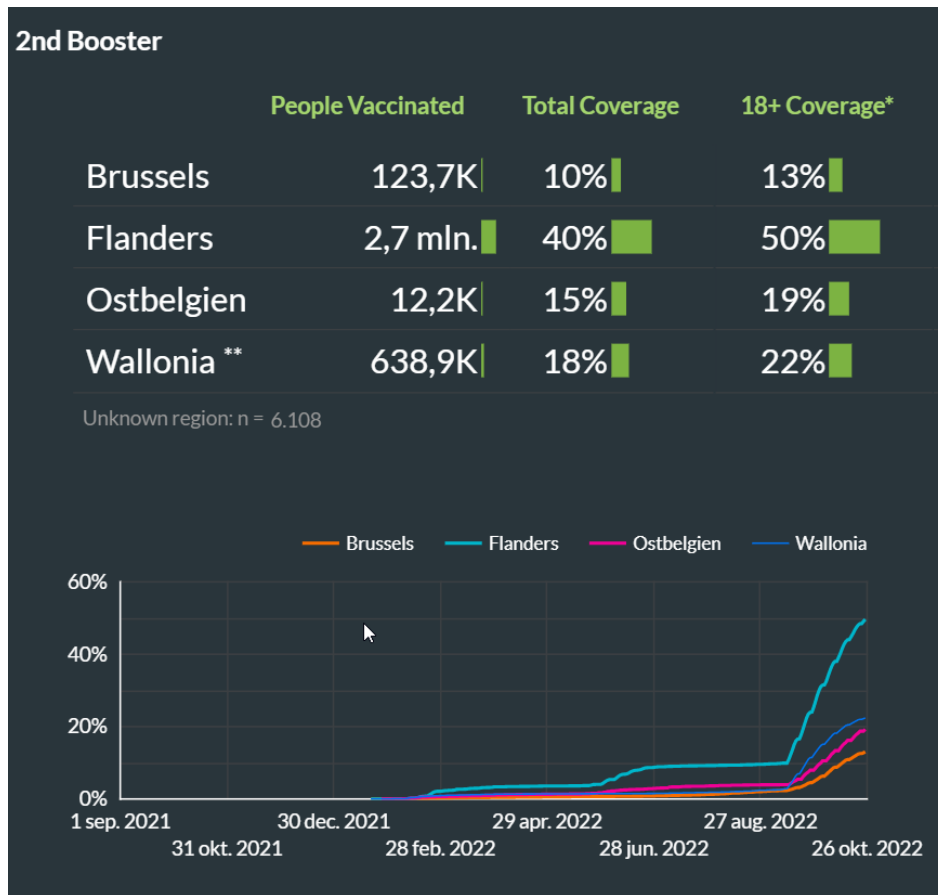 2nd Booster
People Vaccinated Total Coverage 18+ Coverage*
Brussels 123,7K 10% 13%
Flanders 2,7 mln. 40% 50%
Ostbelgien 12,2K 15% 19%
Wallonia ** 638,9K 18% 22%
Unknown region: n = 6.108
Brussels Flanders Ostbelgien Wallonia
60%
40%
20%
0%
1 sep. 2021 30 dec. 2021 29 apr. 2022 27 aug. 2022
31 okt. 2021 28 feb. 2022 28 jun. 2022 26 okt. 2022